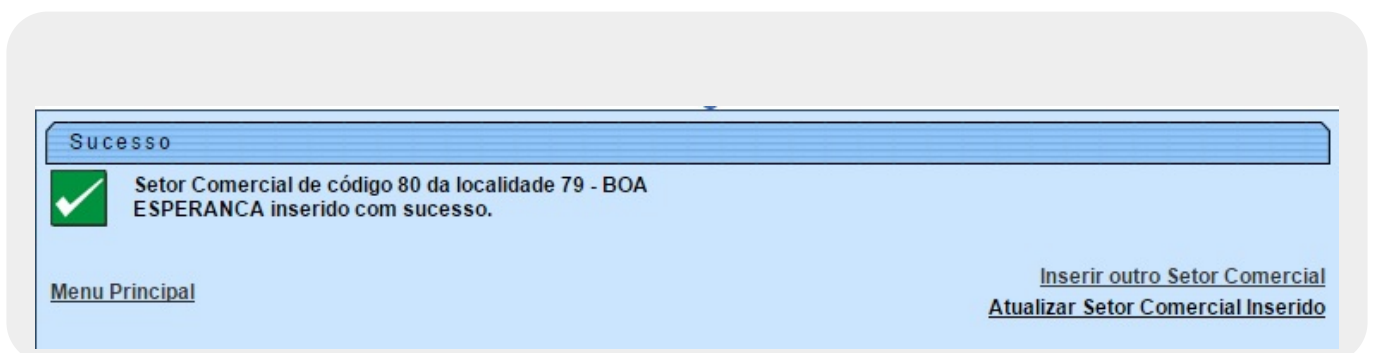 Sucesso
Setor Comercial de código 80 da localidade 79 - BOA
ESPERANCA inserido com sucesso.
Menu Principal
Inserir outro Setor Comercial
Atualizar Setor Comercial Inserido